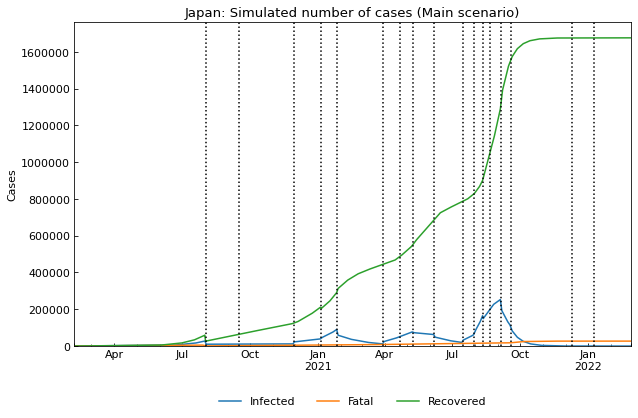 Japan: Simulated number of cases (Main scenario)
1600000
1400000
1200000
1000000
800000
600000
400000
200000
0
Cases
Apr Jul Oct Jan Apr Jul Oct Jan
2021 2022
Infected Fatal Recovered